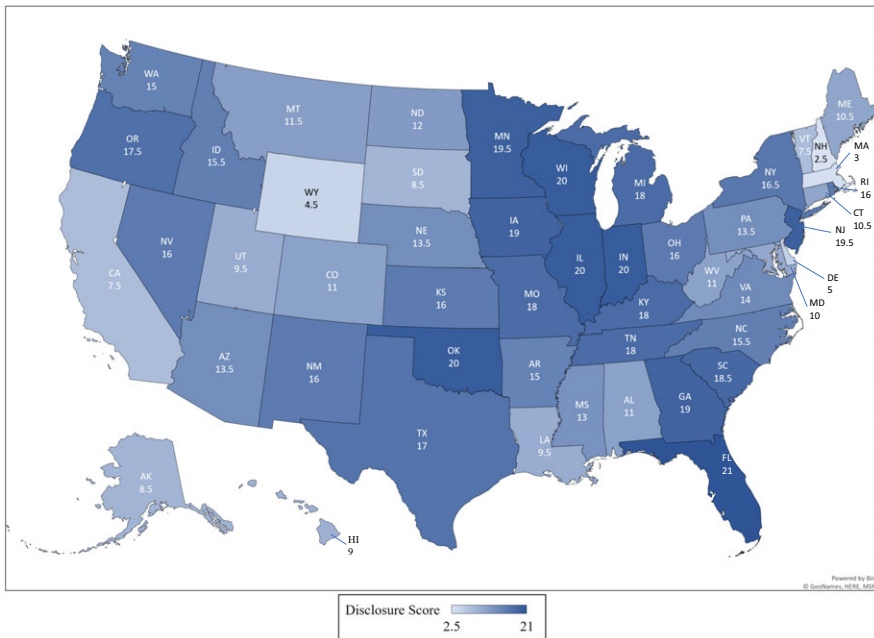 WA
15
OR
17.5
CA
7.5
NV
16
ID
15.5
MT
11.5
WY
4.5
UT
9.5
AZ
13.5
CO
11
NM
16
ND
12
SD
8.5
NE
13.5
KS
16
OK
20
TX
17
MN
19.5
IA
19
MO
18
AR
15
LA
9.5
WI
20
IL
20
MI
18
IN
20
OH
16
KY
18
TN
18
MS
13
AL
11
GA
19
FL
21
SC
18.5
NC
15.5
VA
14
WV
11
PA
13.5
NY
16.5
VT
7.5
NH
2.5
ME
10.5
MA
3
RI
16
CT
10.5
NJ
19.5
DE
5
MD
10
AK
8.5
HI
9
Powered by Bin
© GeoNames, HERE, MSF
Disclosure Score
2.5 21